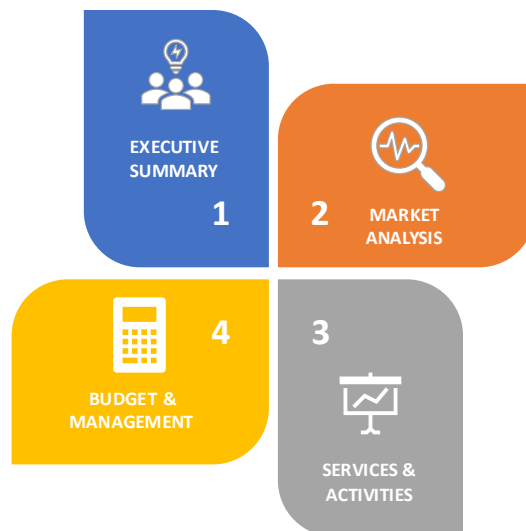 EXECUTIVE
SUMMARY
1
2
MARKET
ANALYSIS
3
SERVICES &
ACTIVITIES
4
BUDGET &
MANAGEMENT